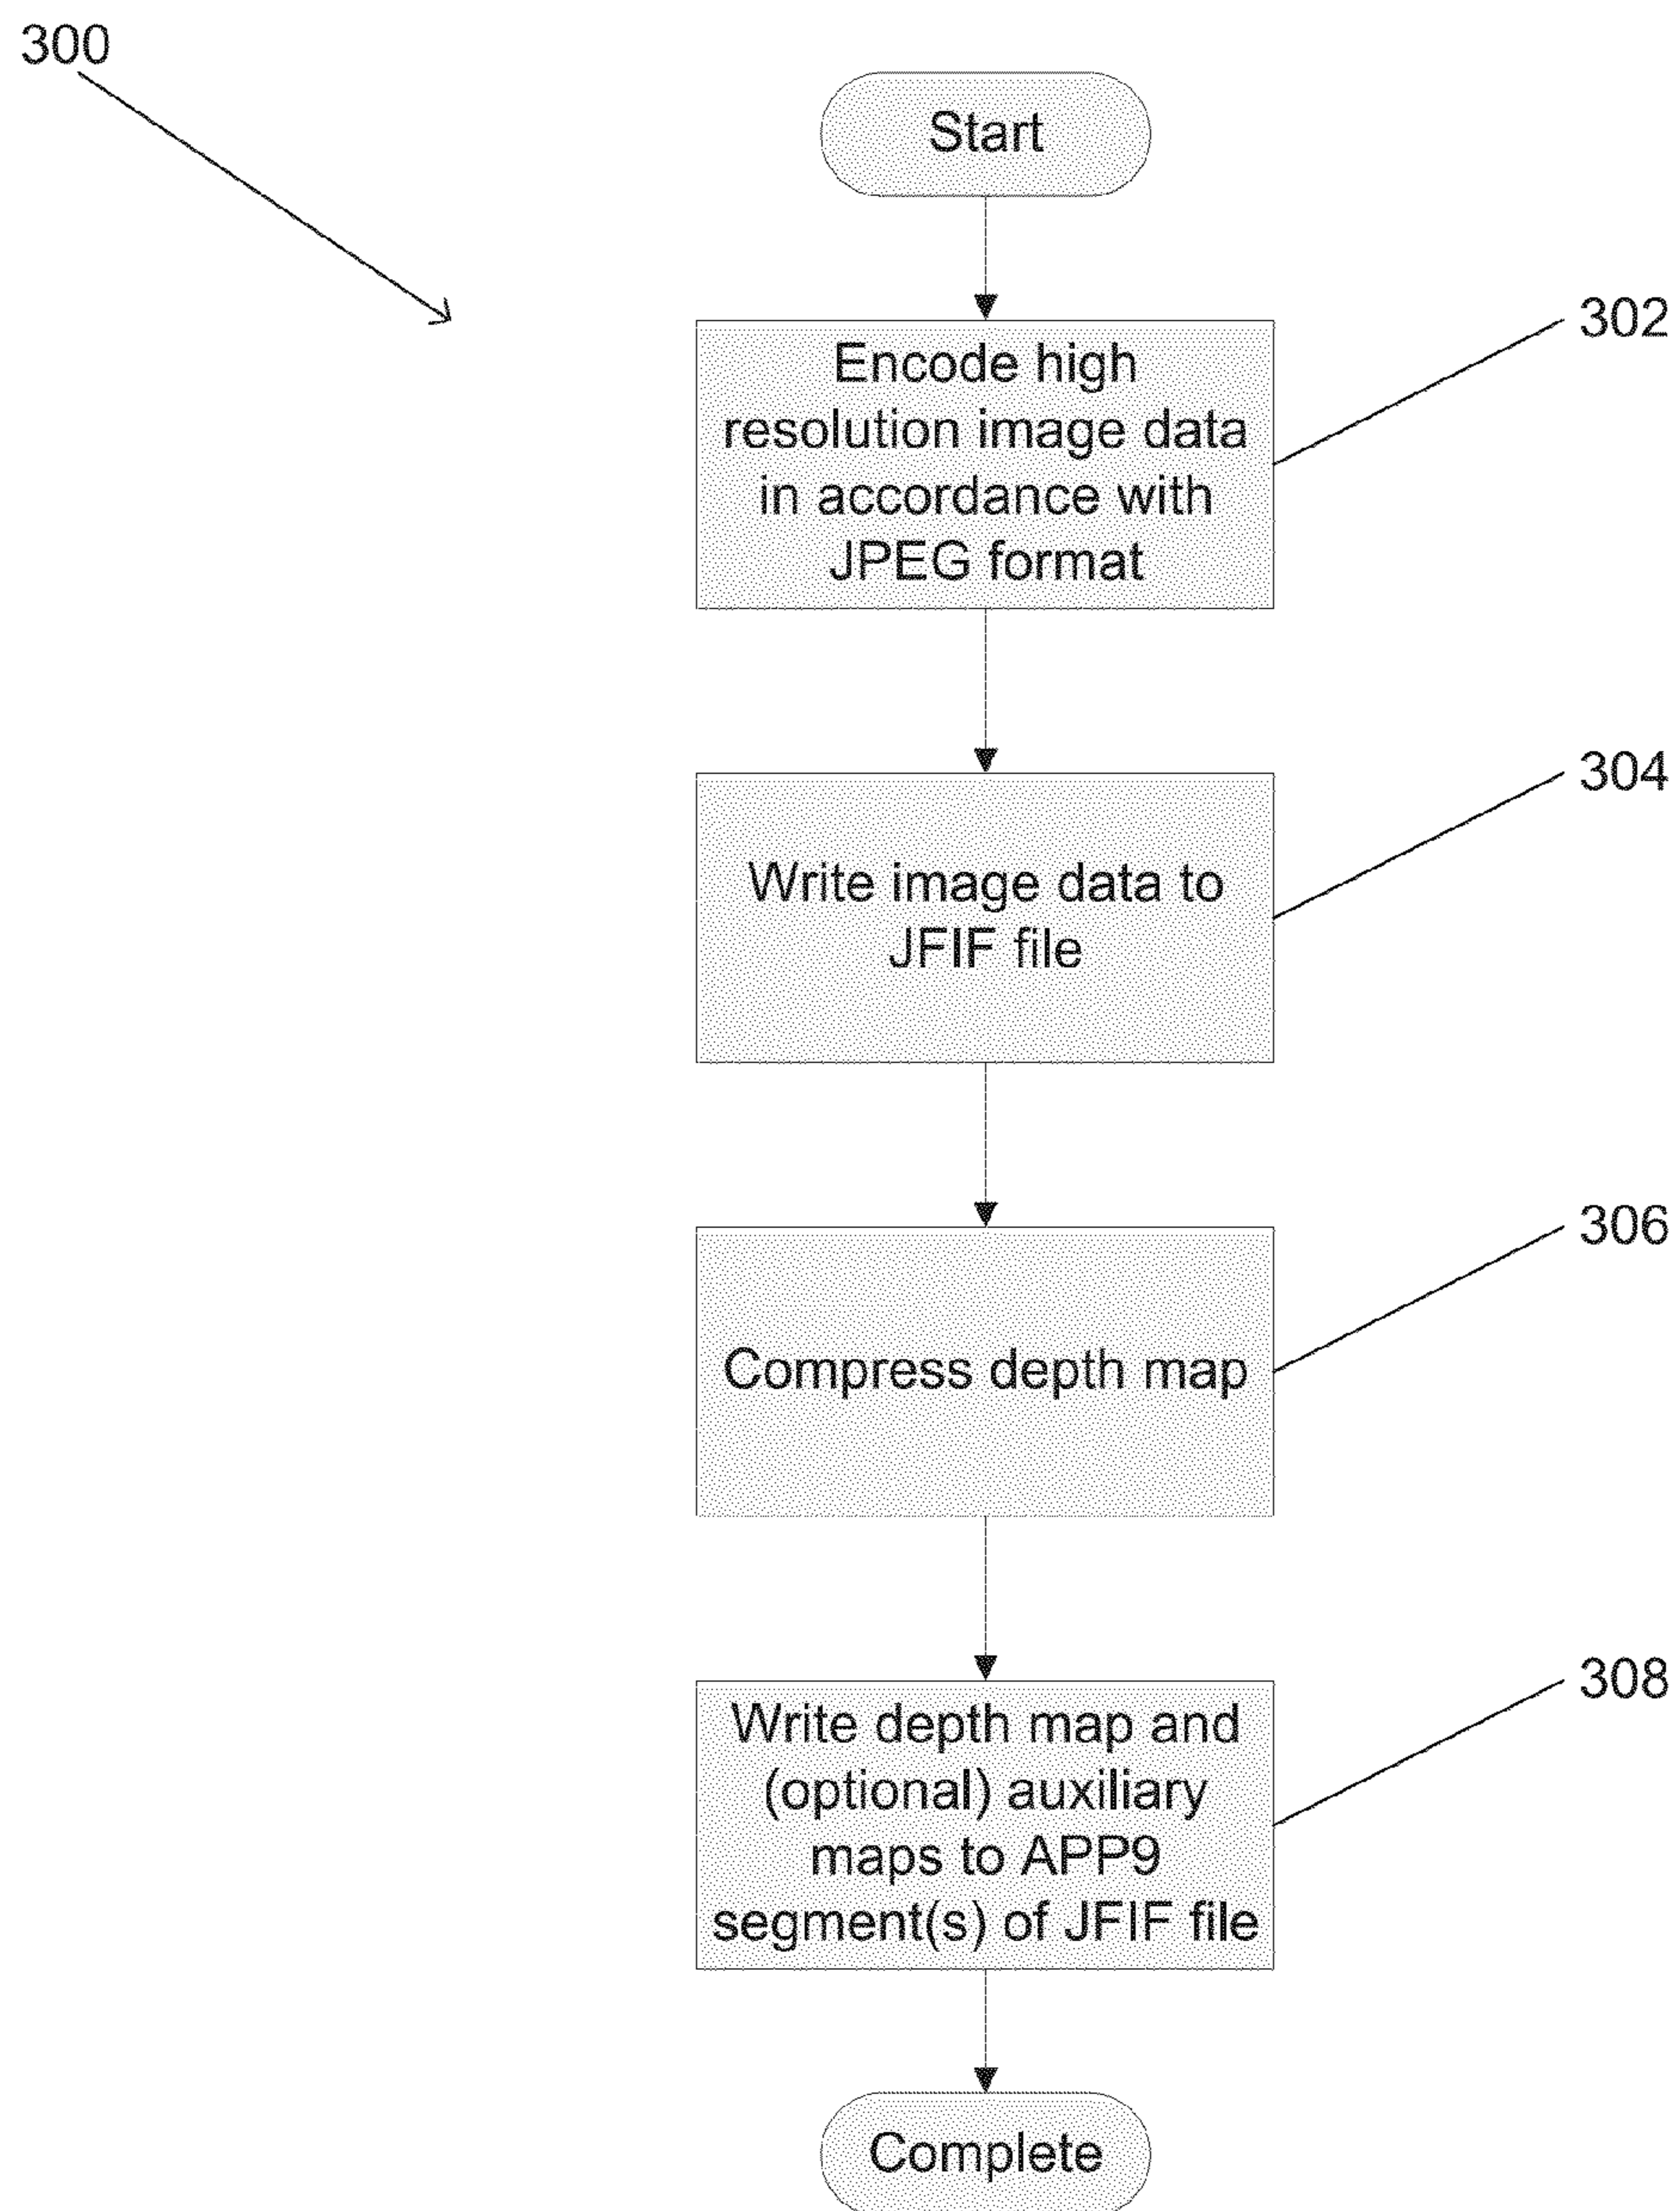 300
Start
302
Encode high
resolution image data
in accordance with
JPEG format
304
Write image data to
JFIF file
306
Compress depth map
308
Write depth map and
(optional) auxiliary
maps to APP9
segment(s) of JFIF file
Complete